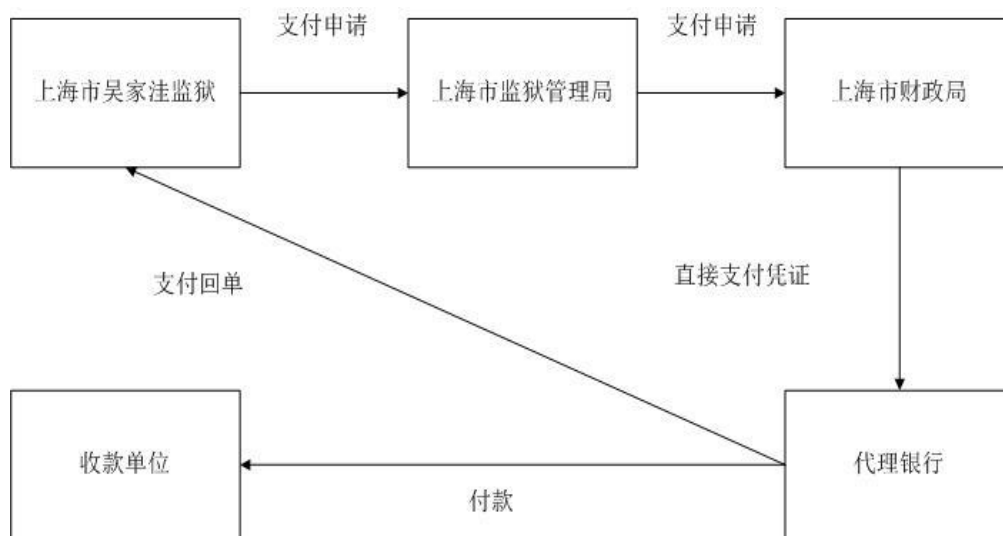 支付申请
支付申请
上海市吴家洼监狱
上海市监狱管理局
上海市财政局
支付回单
直接支付凭证
收款单位
代理银行
付款